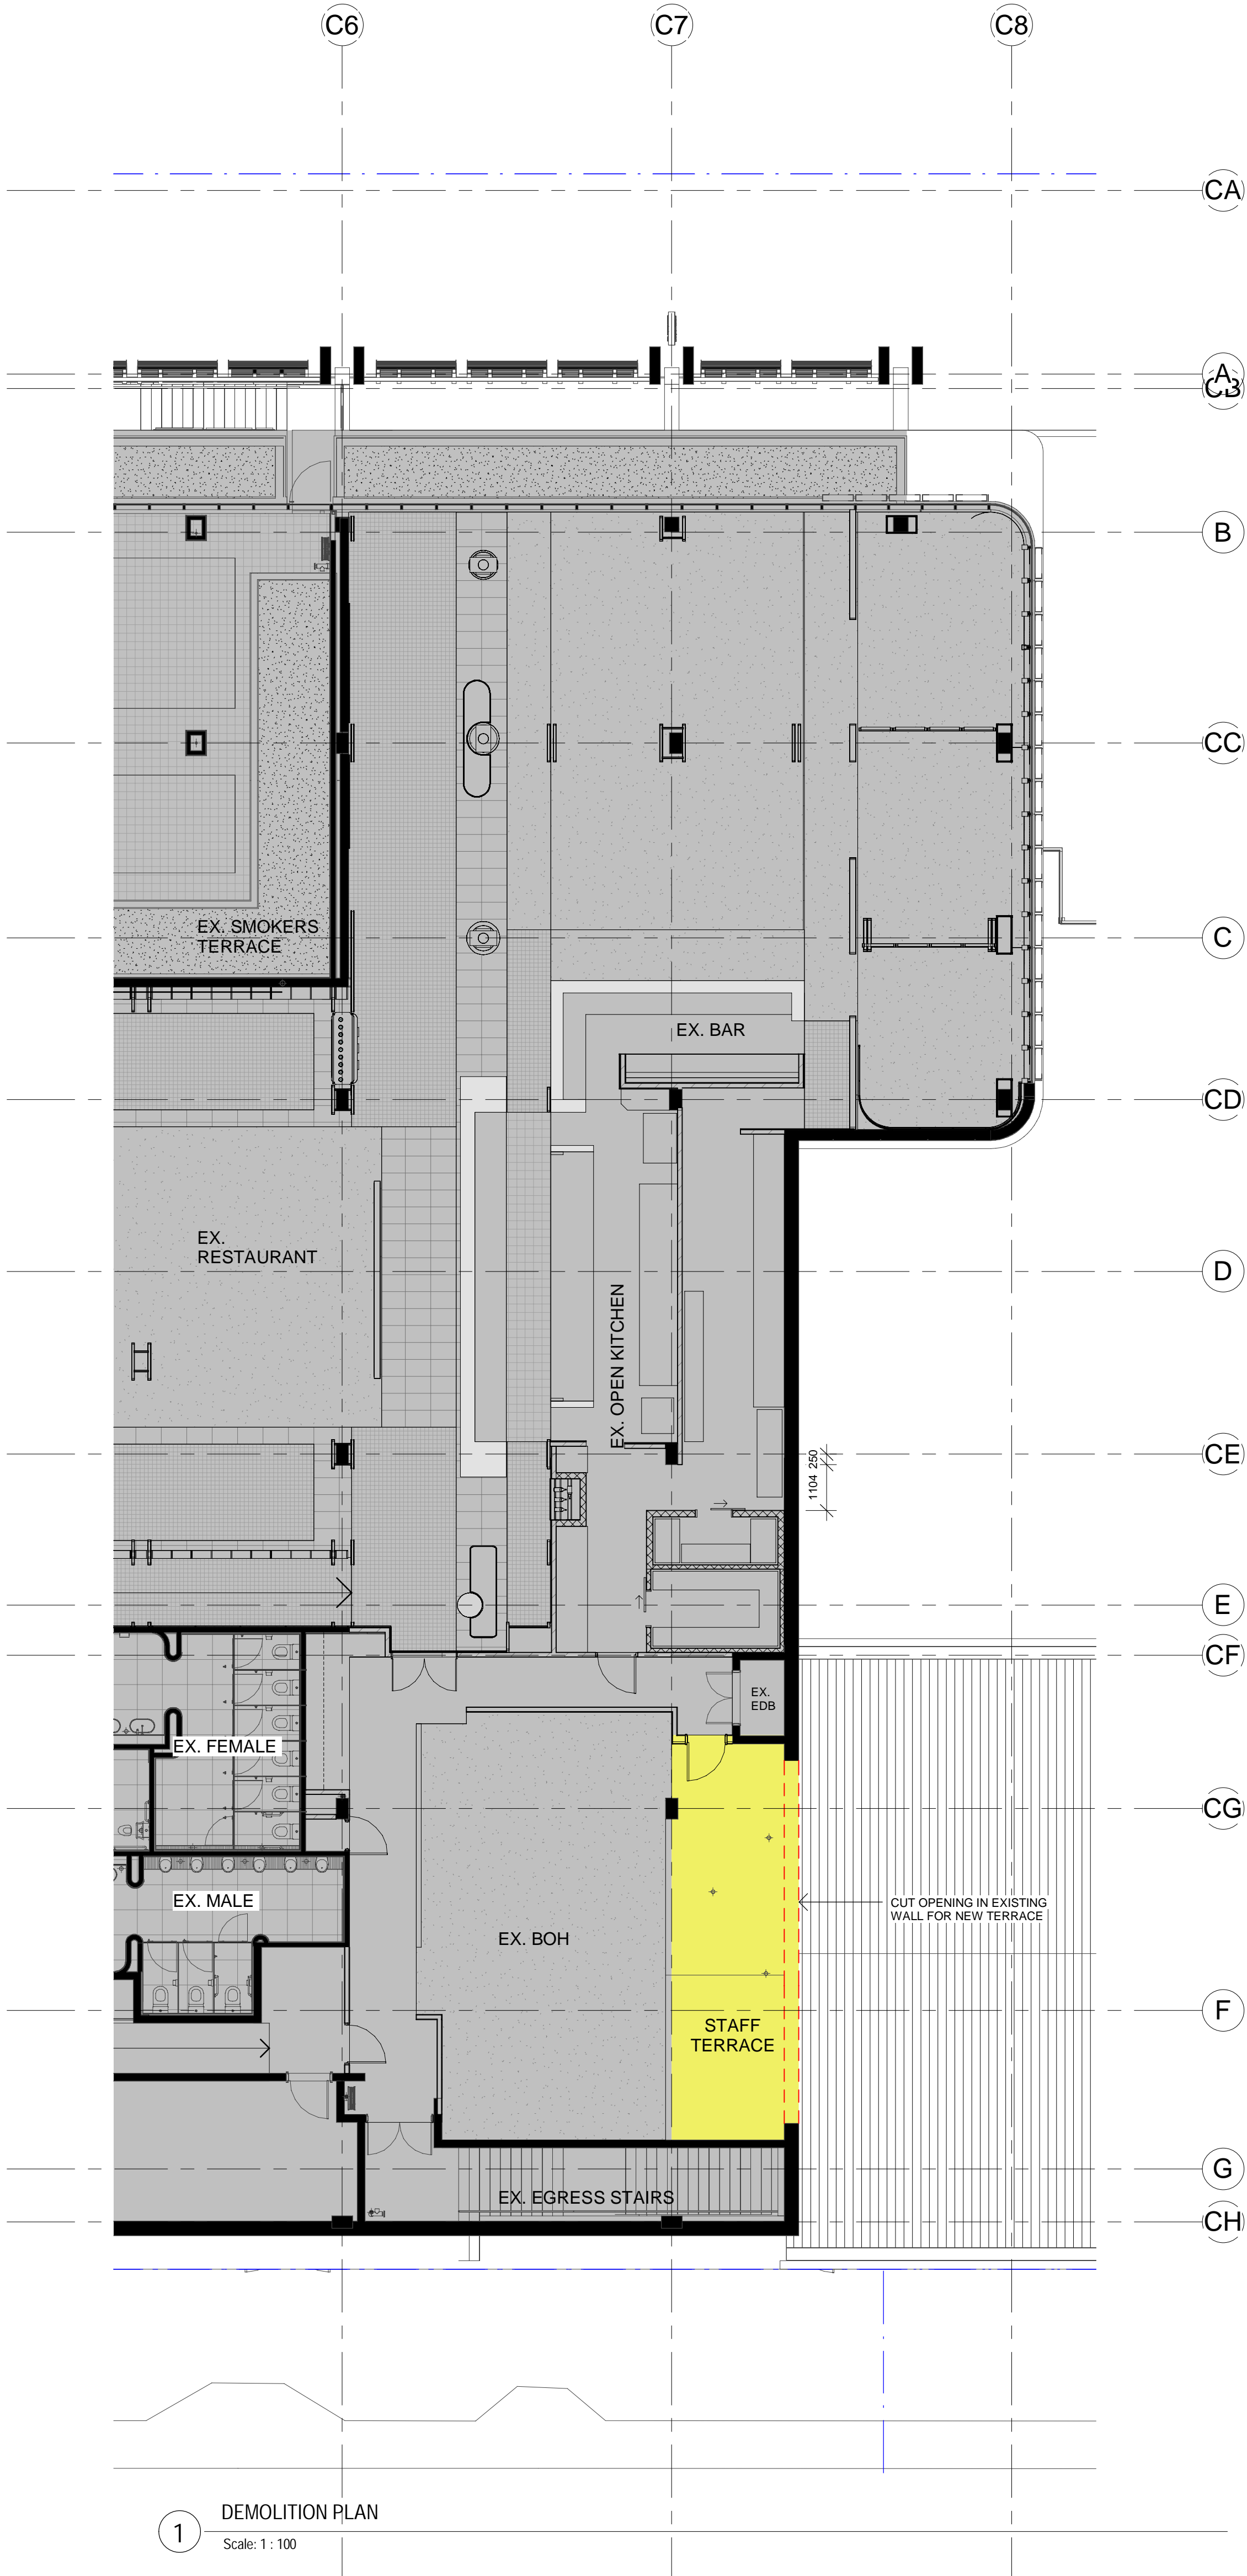 C6
C7
C8
CA
A
CB
B
CC
EX. SMOKERS
TERRACE
C
EX. BAR
CD
EX.
RESTAURANT
D
EX. OPEN KITCHEN
CE
250
1104
E
CF
EX.
EDB
EX. FEMALE
CG
EX. MALE
CUT OPENING IN EXISTING
WALL FOR NEW TERRACE
EX. BOH
F
STAFF
TERRACE
G
EX. EGRESS STAIRS
CH
1
DEMOLITION PLAN
Scale: 1 : 100